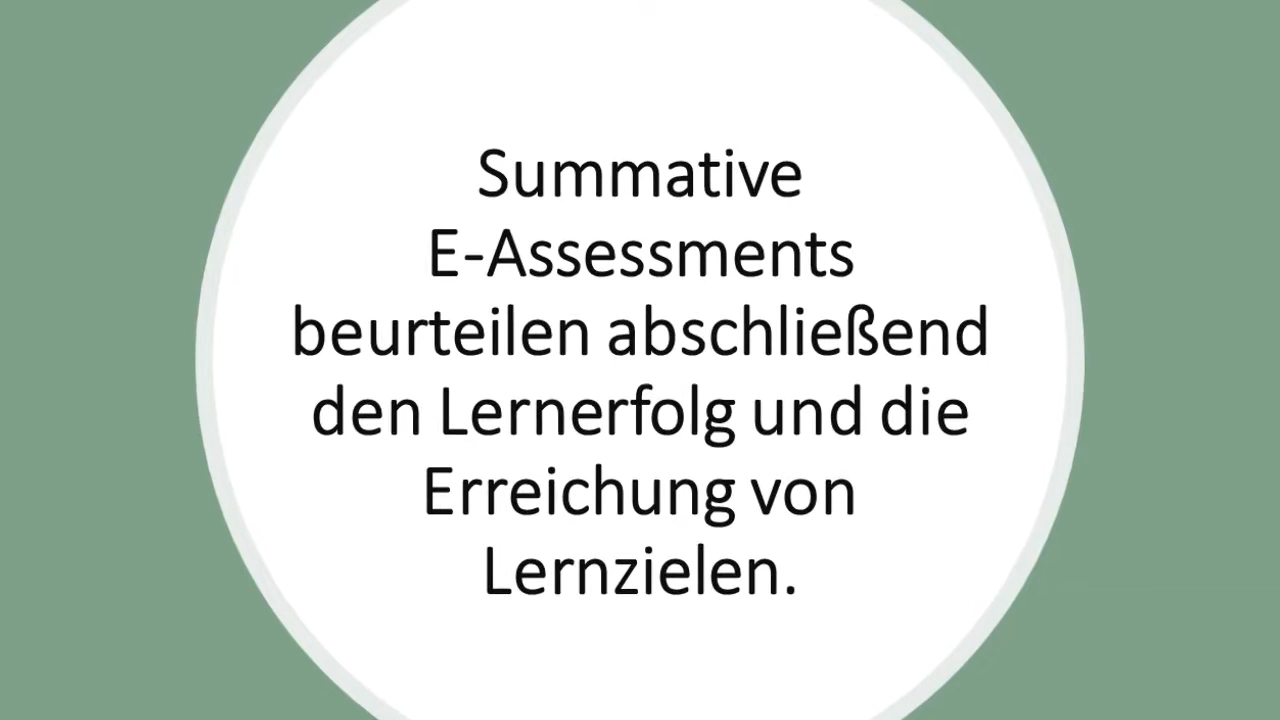 Summative
E-Assessments
beurteilen abschließend
den Lernerfolg und die
Erreichung von
Lernzielen.